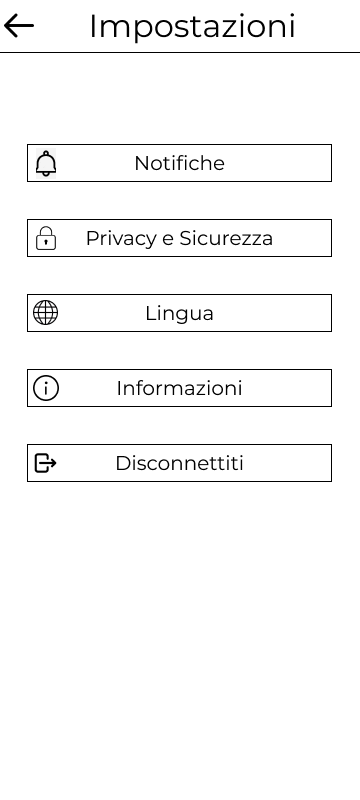 Impostazioni
Notifiche
Privacy e Sicurezza
Lingua
Informazioni
Disconnettiti